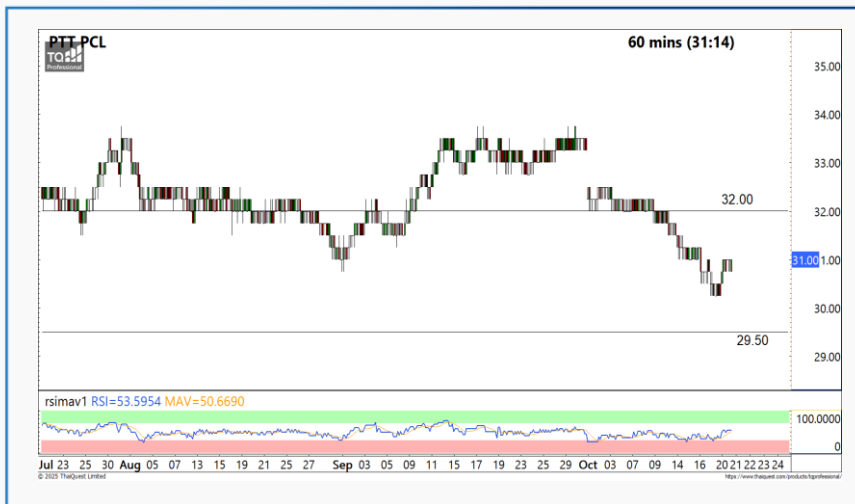 PTT PCL
60 mins (31:14)
TQ
Professional
35.00
34.00
33.00
32.00
32.00
31.00 1.00
30.00
29.50
29.00
rsimav1 RSI=53.5954 MAV=50.6690
100.0000
0
Jul 23 25 30 Aug 05 07 13 15 19 21 25 27 Sep 03 05 09 11 15 17 19 23 25 29 Oct 03 07 09 14 16 20 21 22 23 24
© 2025 ThaiQuest Limited
https://www.thaiquest.com/products/tqprofessional/